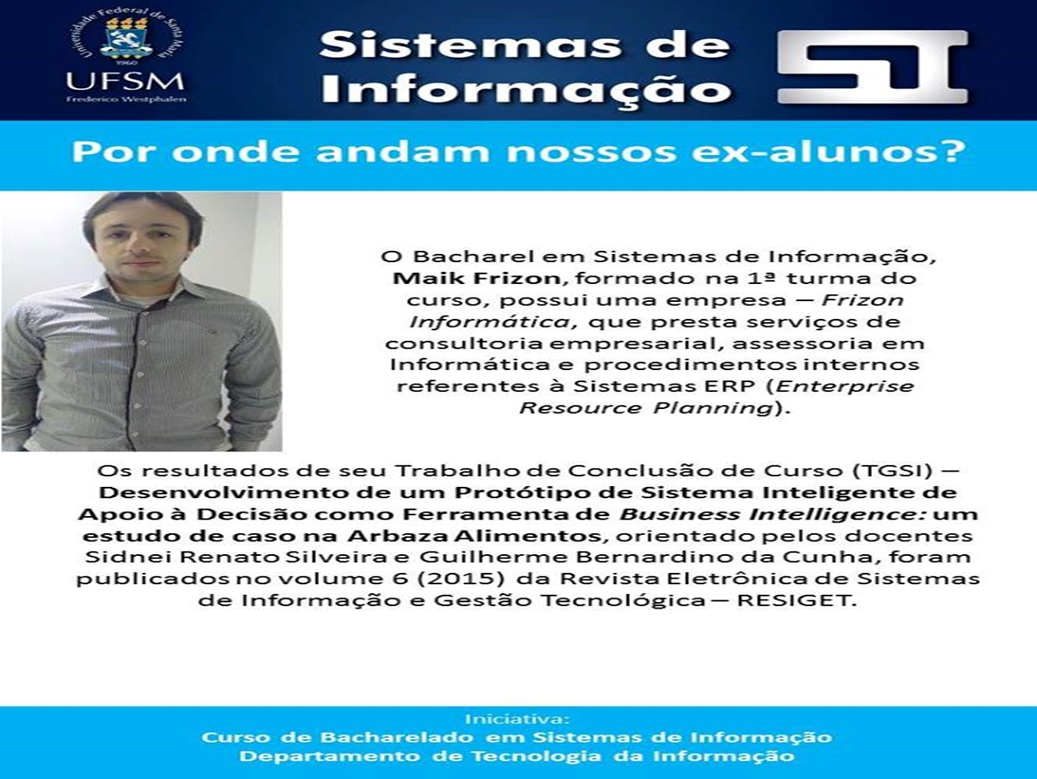 Universidade Federal de Santa Maria
1960
UFSM
Frederico Westphalen
Sistemas de
Informação
SI
Por onde andam nossos ex-alunos?
O Bacharel em Sistemas de Informação,
Maik Frizon, formado na 1ª turma do
curso, possui uma empresa – Frizon
Informática, que presta serviços de
consultoria empresarial, assessoria em
Informática e procedimentos internos
referentes à Sistemas ERP (Enterprise
Resource Planning).
Os resultados de seu Trabalho de Conclusão de Curso (TGSI) –
Desenvolvimento de um Protótipo de Sistema Inteligente de
Apoio à Decisão como Ferramenta de Business Intelligence: um
estudo de caso na Arbaza Alimentos, orientado pelos docentes
Sidnei Renato Silveira e Guilherme Bernardino da Cunha, foram
publicados no volume 6 (2015) da Revista Eletrônica de Sistemas
de Informação e Gestão Tecnológica – RESIGET.
Iniciativa:
Curso de Bacharelado em Sistemas de Informação
Departamento de Tecnologia da Informação